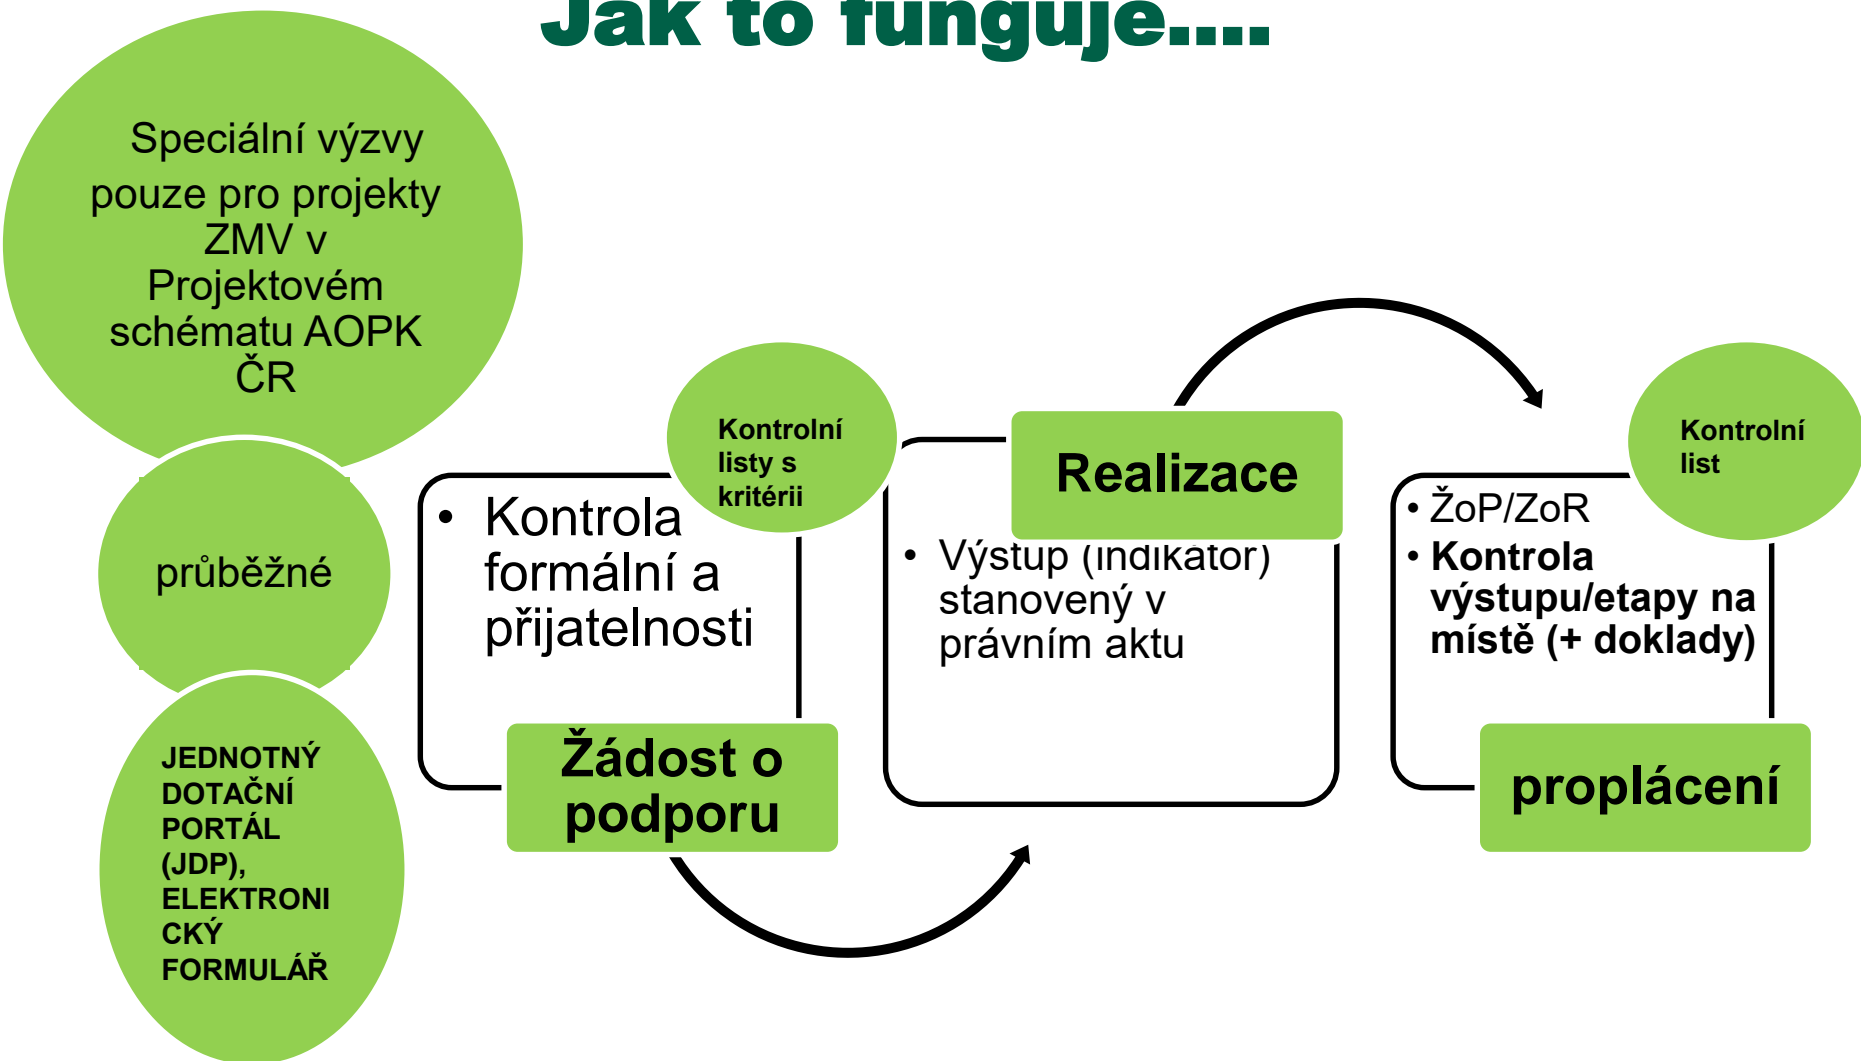 Jak to funguje....
Speciální výzvy
pouze pro projekty
ZMV v
Projektovém
schématu AOPK
ČR
průběžné
JEDNOTNÝ
DOTAČNÍ
PORTÁL
(JDP),
ELEKTRONI
CKÝ
FORMULÁŘ
Kontrolní
listy s
kritérii
• Kontrola
formální a
přijatelnosti
Žádost o
podporu
Realizace
• Výstup (indikátor)
stanovený v
právním aktu
Kontrolní
list
• ŽoP/ZoR
• Kontrola
výstupu/etapy na
místě (+ doklady)
proplácení